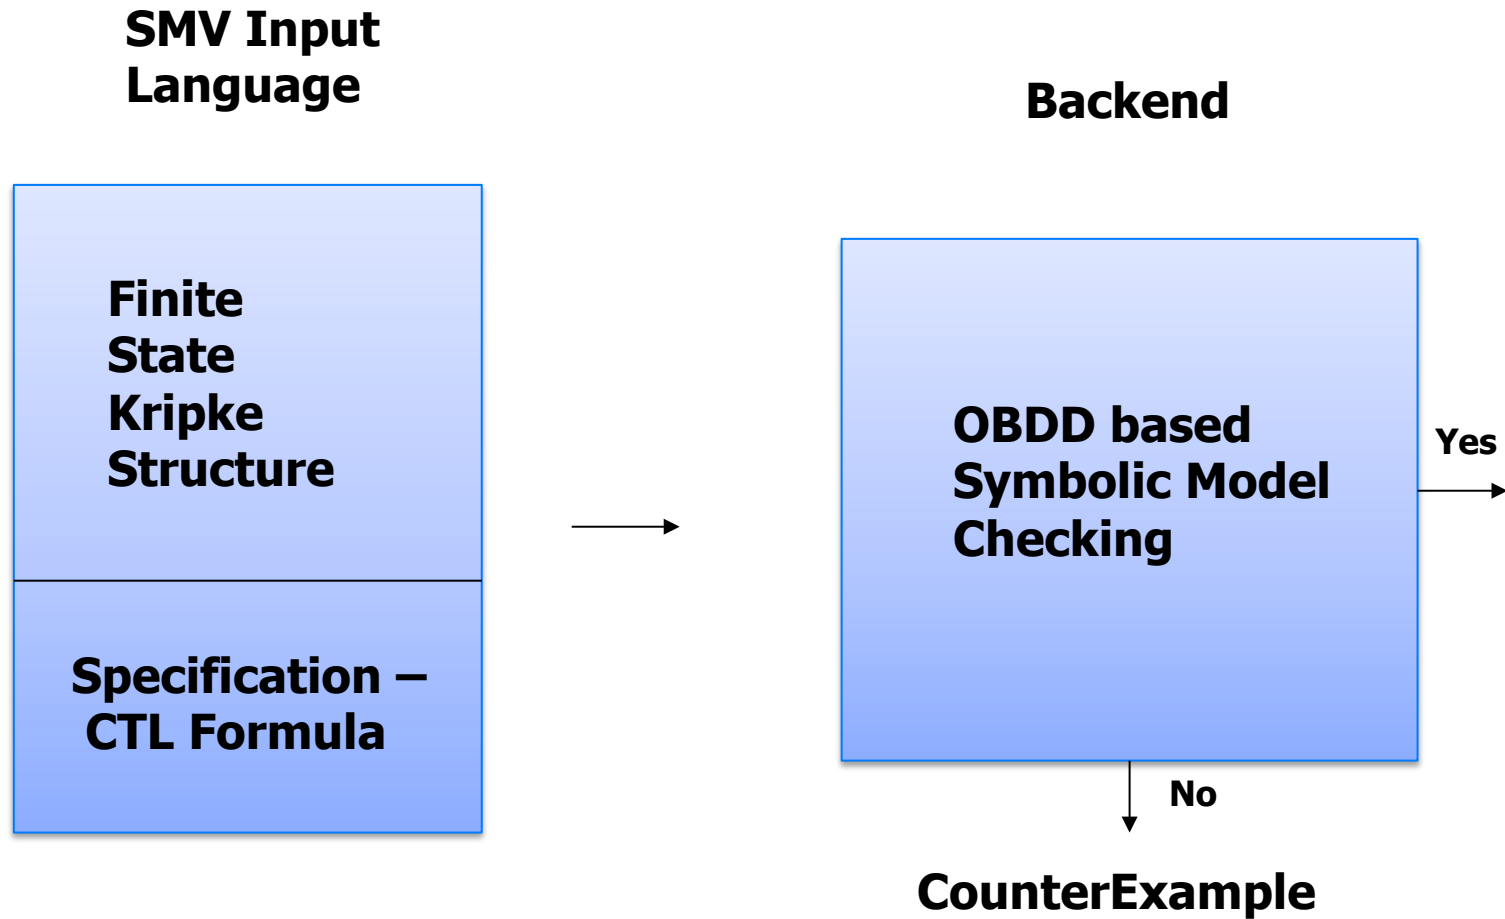 SMV Input
Language
Backend
Finite
State
Kripke
Structure
Specification –
CTL Formula
OBDD based
Symbolic Model
Checking
Yes
No
CounterExample